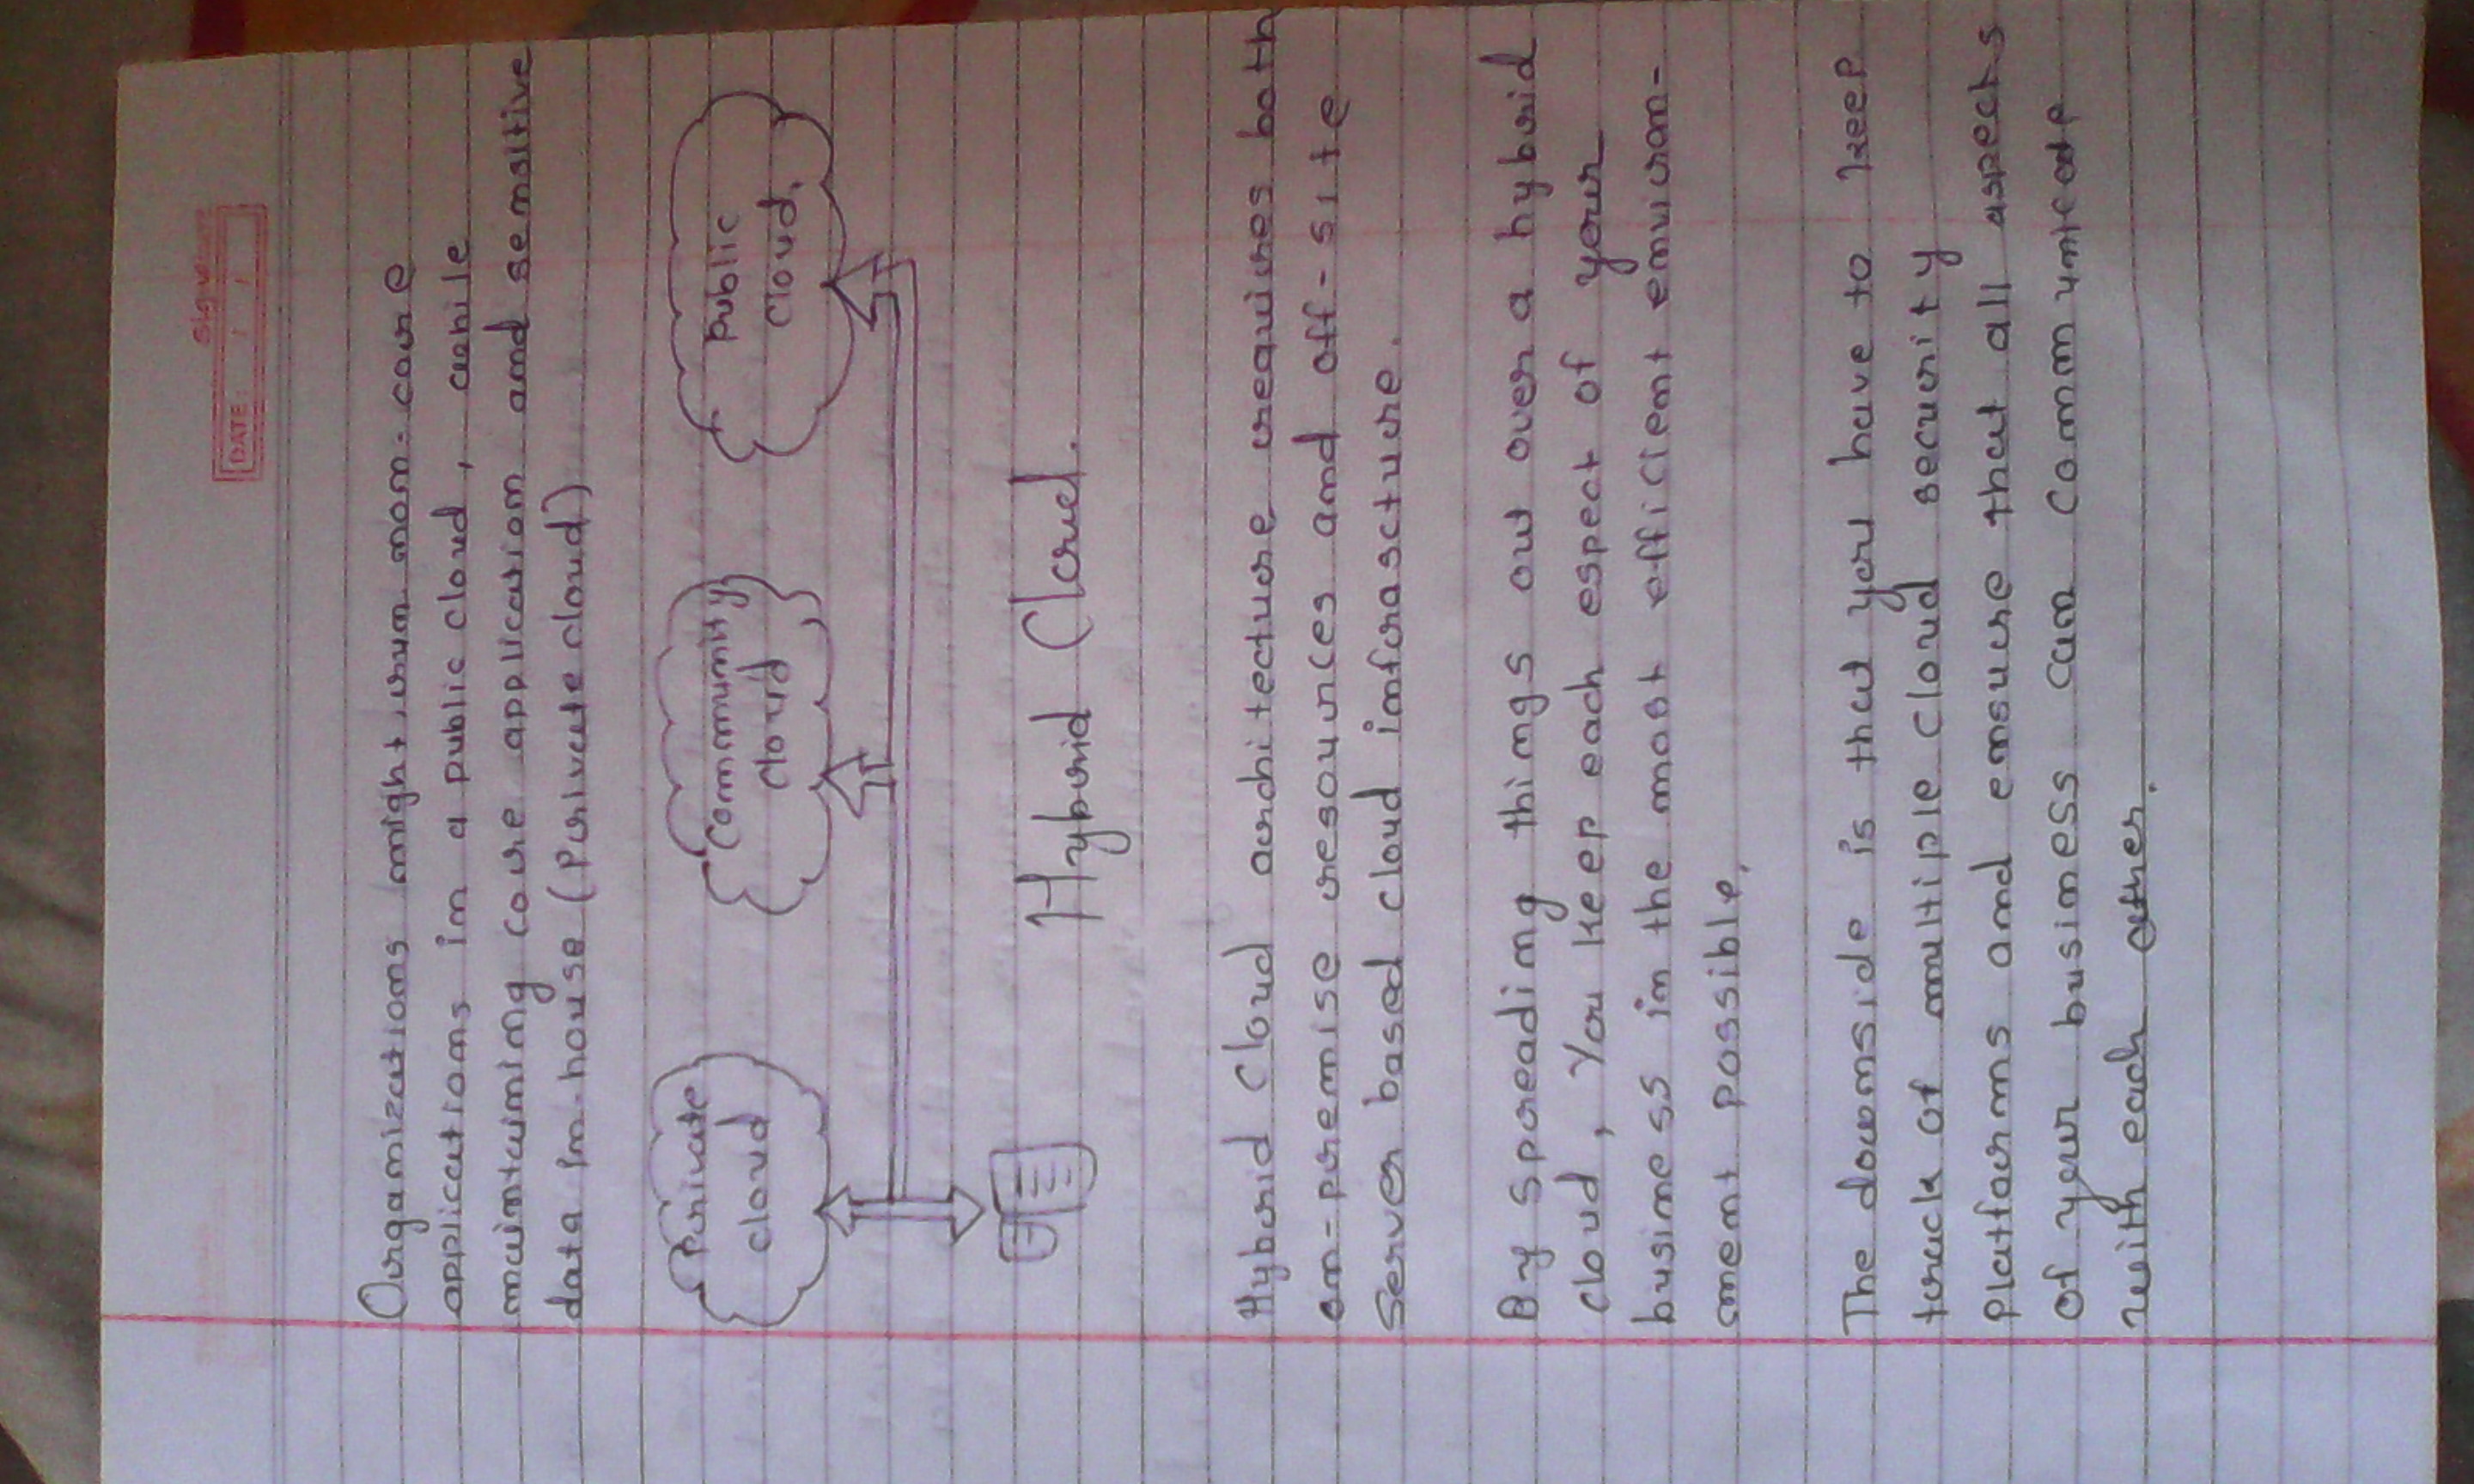 Signature
DATE: / /
Organizations might run non-core
applications in a public cloud, while
maintaining core application and sensitive
data in-house (Private cloud)
Private
cloud
Community
cloud
Public
Cloud.
Hybrid Cloud.
Hybrid Cloud architecture requires both
on-premise resources and off-site
Server based cloud infrascture.
By spreading things out over a hybrid
cloud, You keep each espect of your
business in the most efficient environ-
ment possible.
The downside is that you have to keep
track of multiple cloud security
platforms and ensure that all aspects
of your business can communicate
with each other.